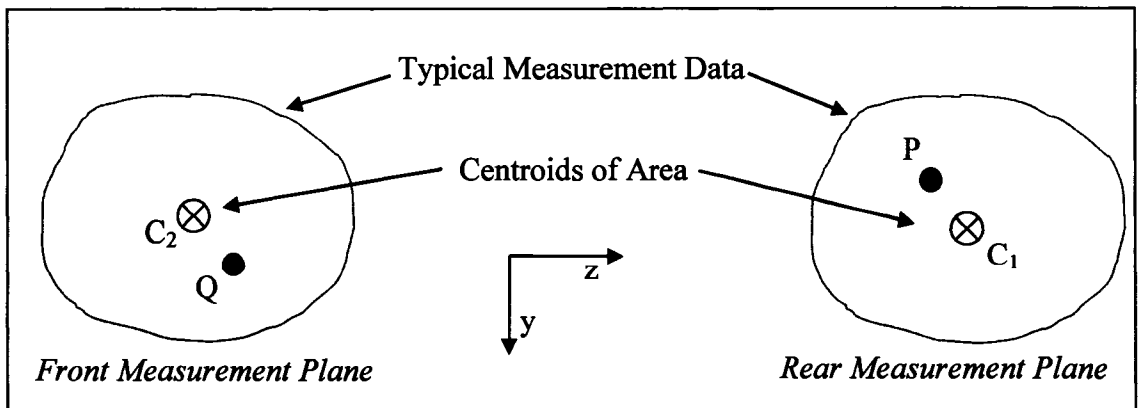 Typical Measurement Data
P
Centroids of Area
C₂
C₁
Q
z
y
Front Measurement Plane
Rear Measurement Plane